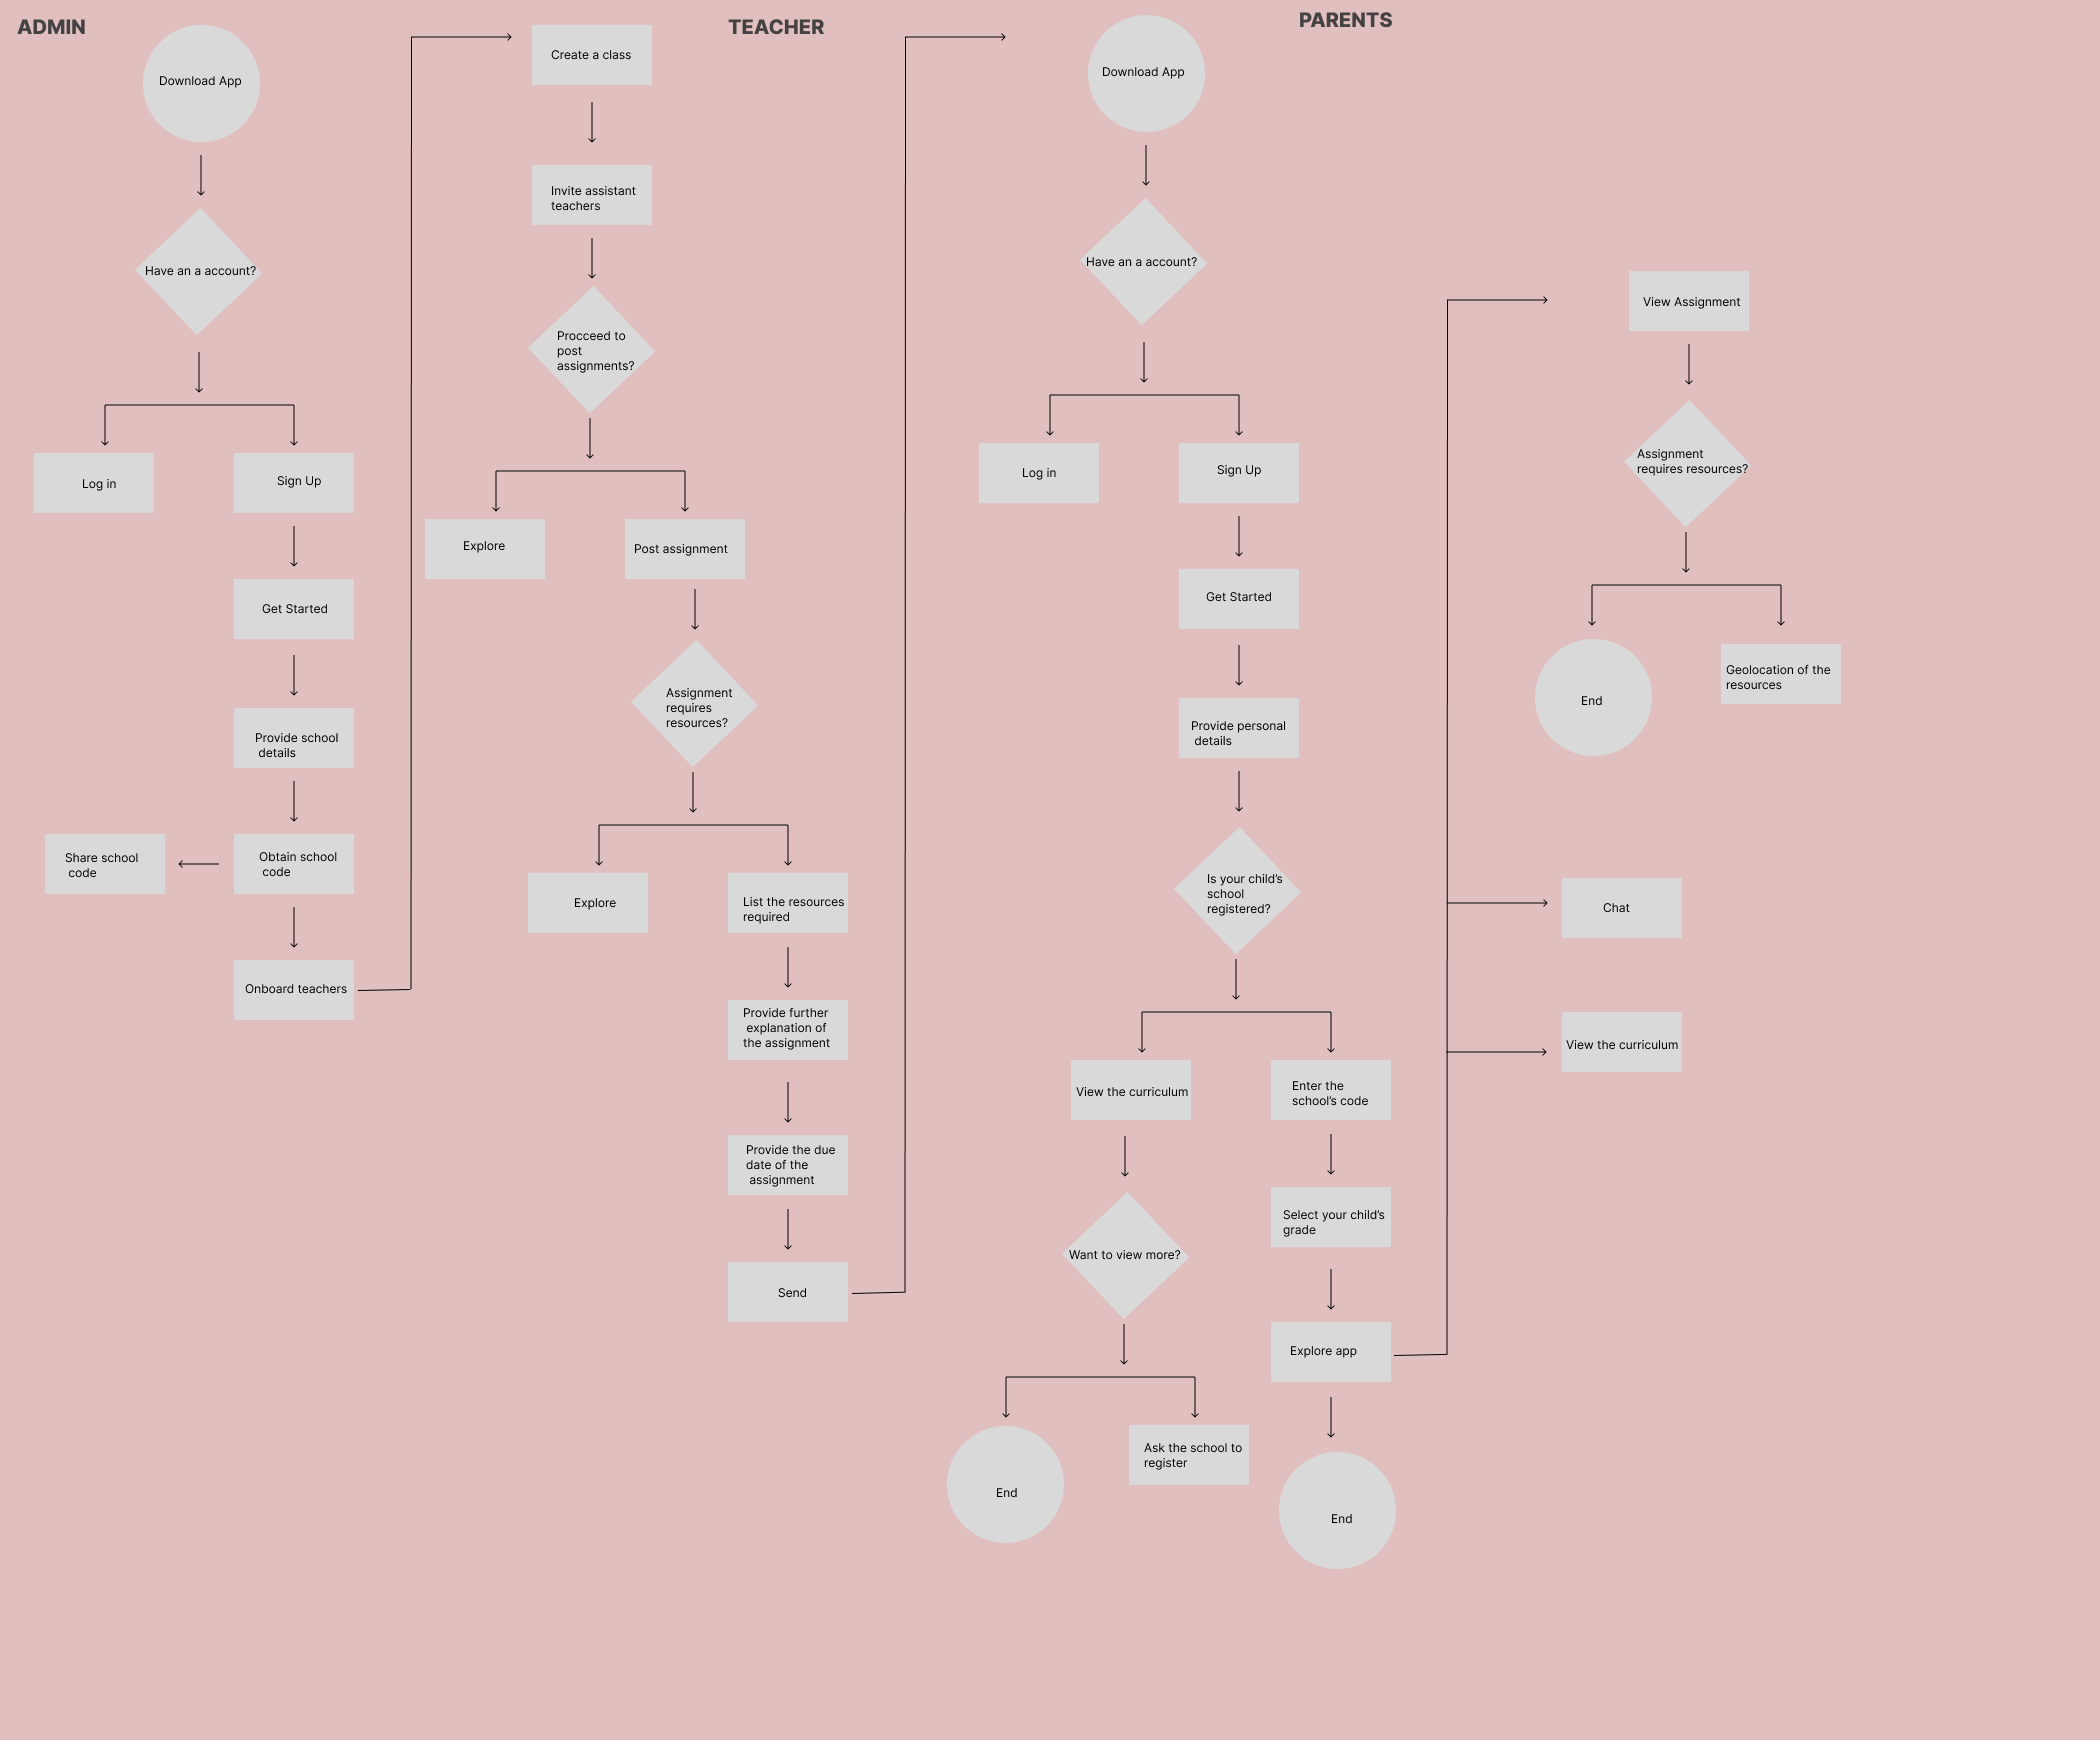 ADMIN
Download App
Have an a account?
Log in
Sign Up
Get Started
Provide school
details
Obtain school
code
Share school
code
Onboard teachers
TEACHER
Create a class
Invite assistant
teachers
Procceed to
post
assignments?
Explore
Post assignment
Assignment
requires
resources?
Explore
List the resources
required
Provide further
explanation of
the assignment
Provide the due
date of the
assignment
Send
PARENTS
Download App
Have an a account?
Log in
Sign Up
Get Started
Provide personal
details
Is your child’s
school
registered?
View the curriculum
Want to view more?
End
Ask the school to
register
Enter the
school’s code
Select your child’s
grade
Explore app
End
View Assignment
Assignment
requires resources?
End
Geolocation of the
resources
Chat
View the curriculum